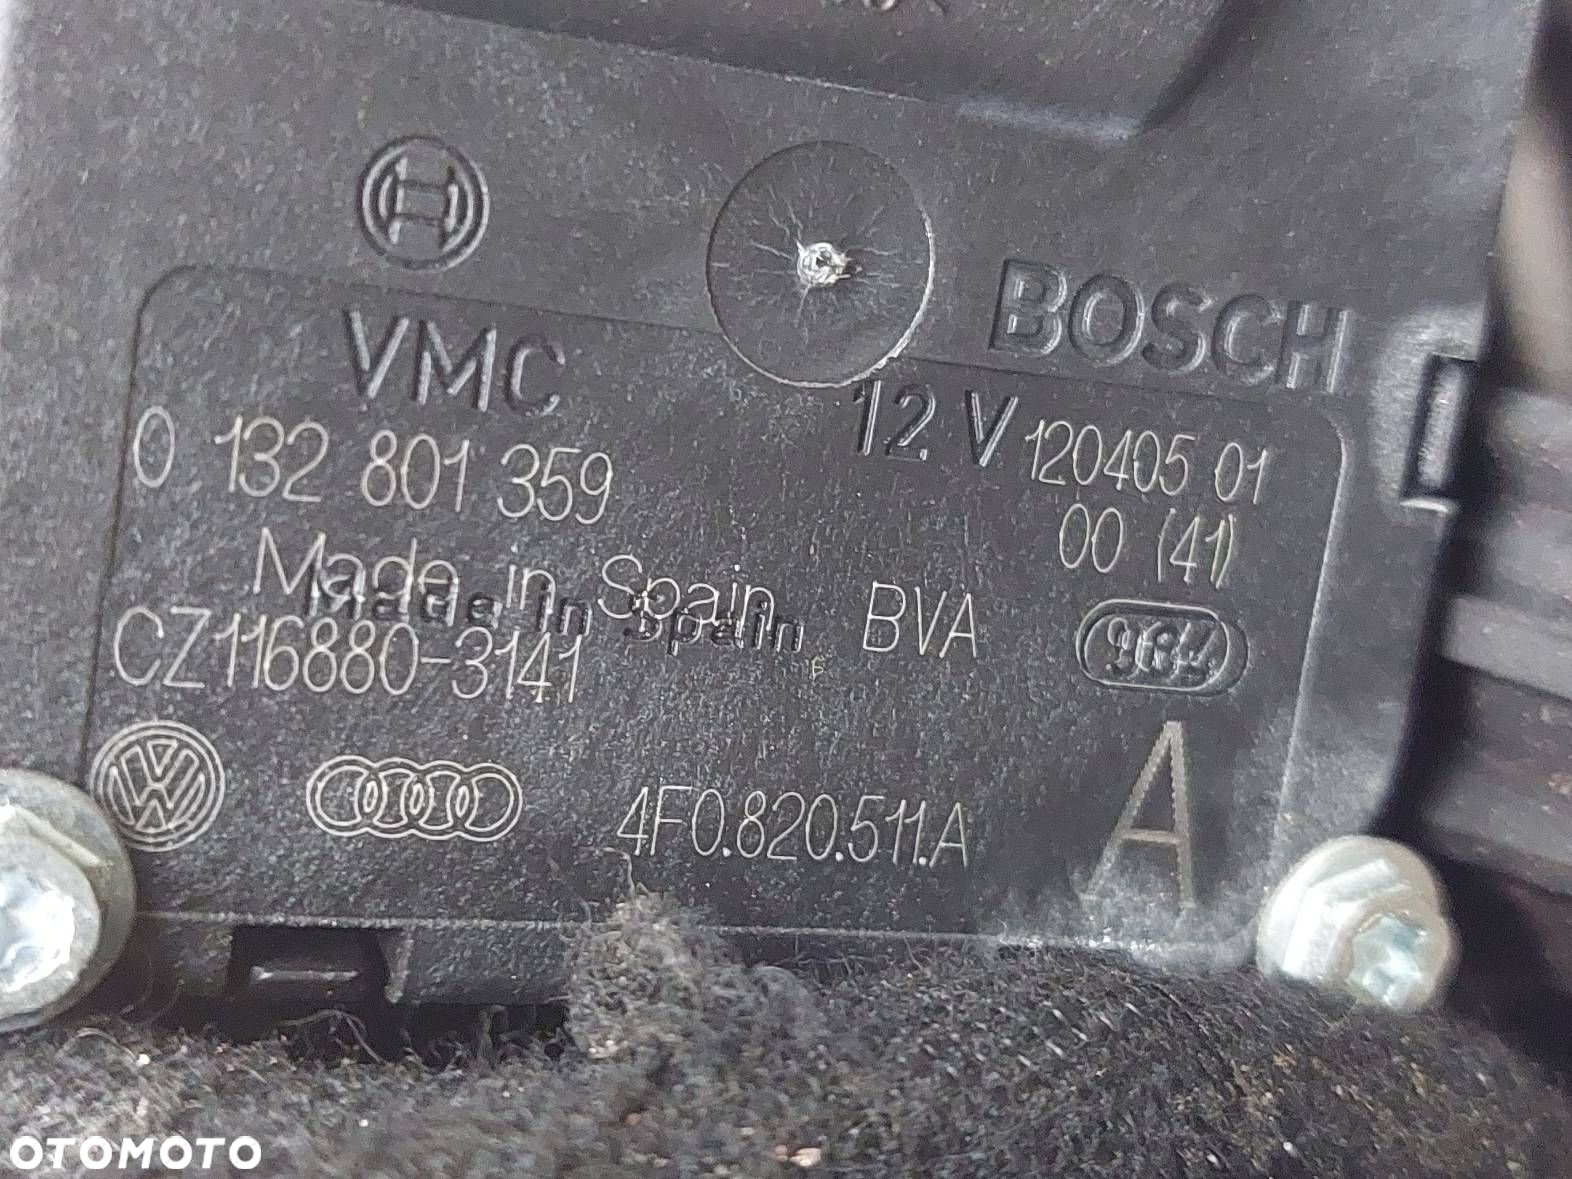 VMC
BOSCH
0 132 801 359
12 V 120405 01
00 (41)
Made in Spain
Made in Spain
BVA
CZ116880-3141
4F0.820.511.A
A
OTOMOTO